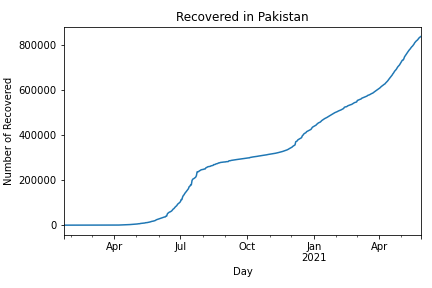 Recovered in Pakistan
800000
600000
400000
200000
0
Number of Recovered
Apr Jul Oct Jan Apr
2021
Day